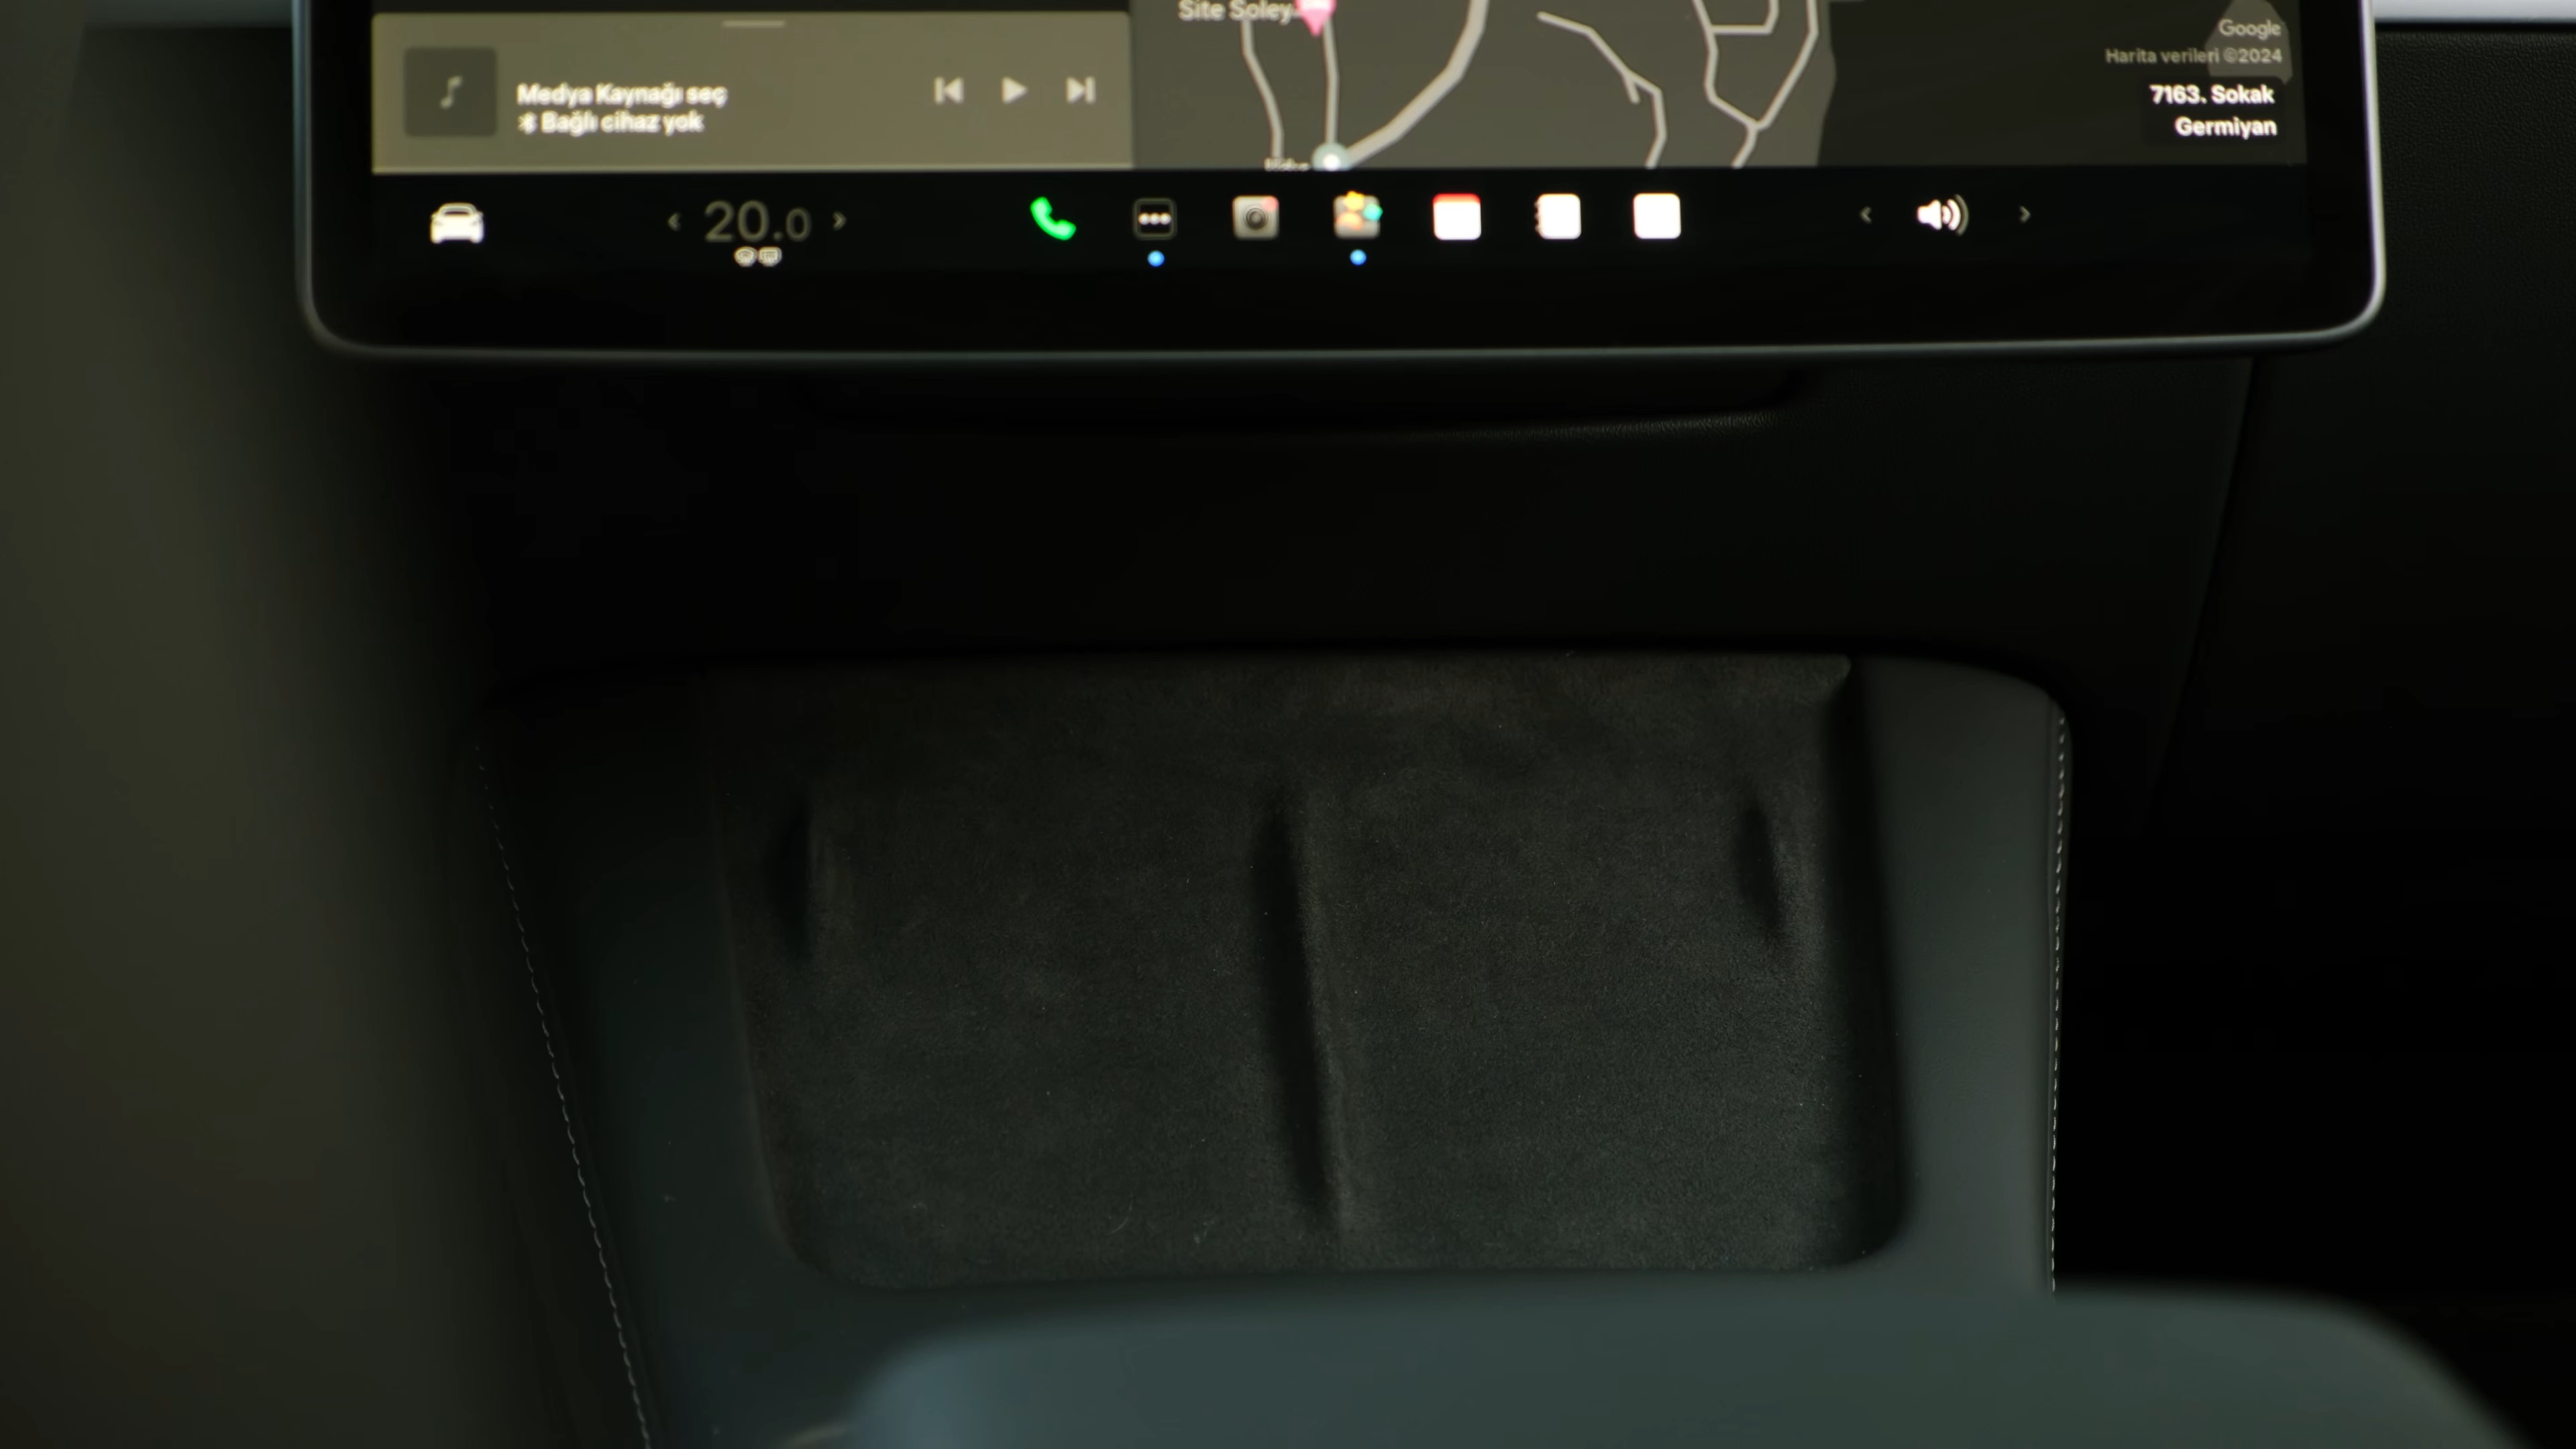 Site Soley
Google
Harita verileri ©2024
7163. Sokak
Germiyan
Medya Kaynağı seç
Bağlı cihaz yok
20.0